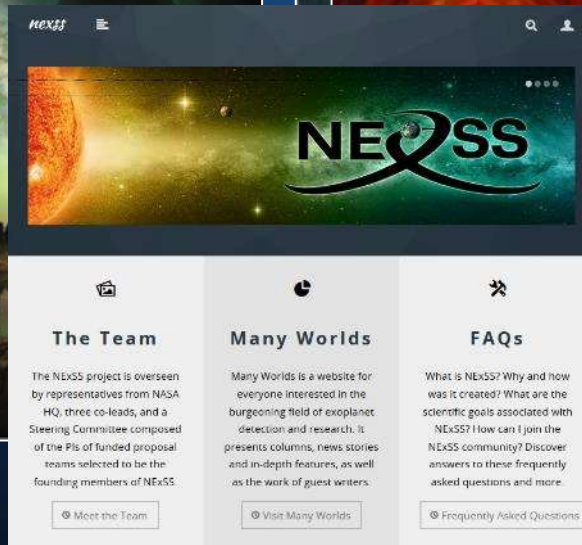 nexss
NExSS
The Team
The NExSS project is overseen
by representatives from NASA
HQ, three co-leads, and a
Steering Committee composed
of the PIs of funded proposal
teams selected to be the
founding members of NExSS.
Meet the Team
Many Worlds
Many Worlds is a website for
everyone interested in the
burgeoning field of exoplanet
detection and research. It
presents columns, news stories
and in-depth features, as well
as the work of guest writers.
Visit Many Worlds
FAQs
What is NExSS? Why and how
was it created? What are the
scientific goals associated with
NExSS? How can I join the
NExSS community? Discover
answers to these frequently
asked questions and more.
Frequently Asked Questions